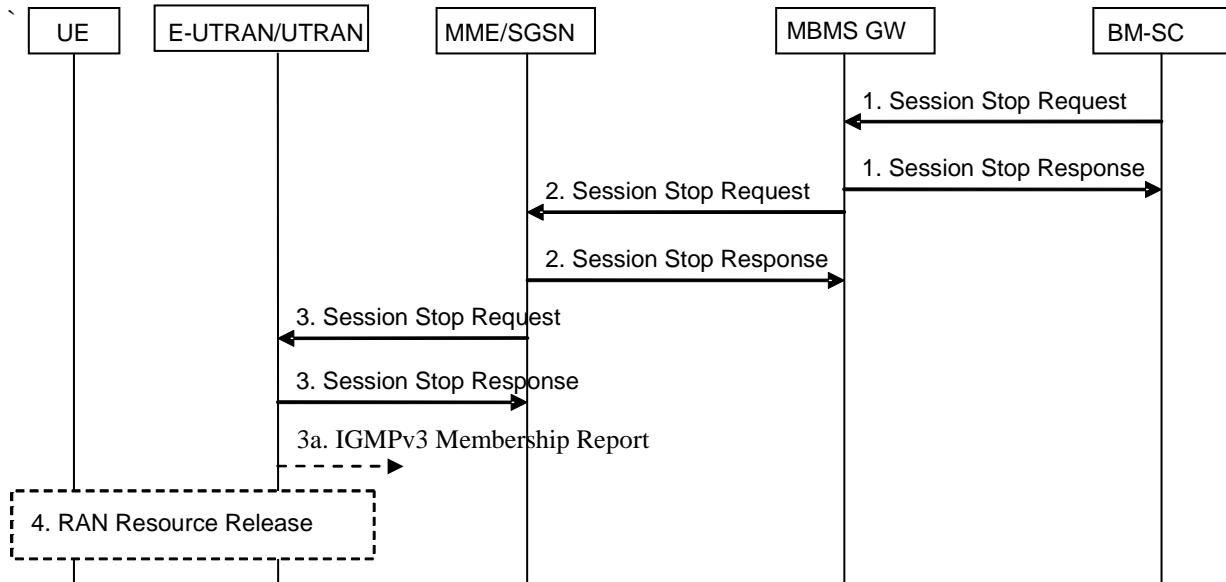 `
UE
E-UTRAN/UTRAN
MME/SGSN
MBMS GW
BM-SC
1. Session Stop Request
1. Session Stop Response
2. Session Stop Request
2. Session Stop Response
3. Session Stop Request
3. Session Stop Response
3a. IGMPv3 Membership Report
4. RAN Resource Release